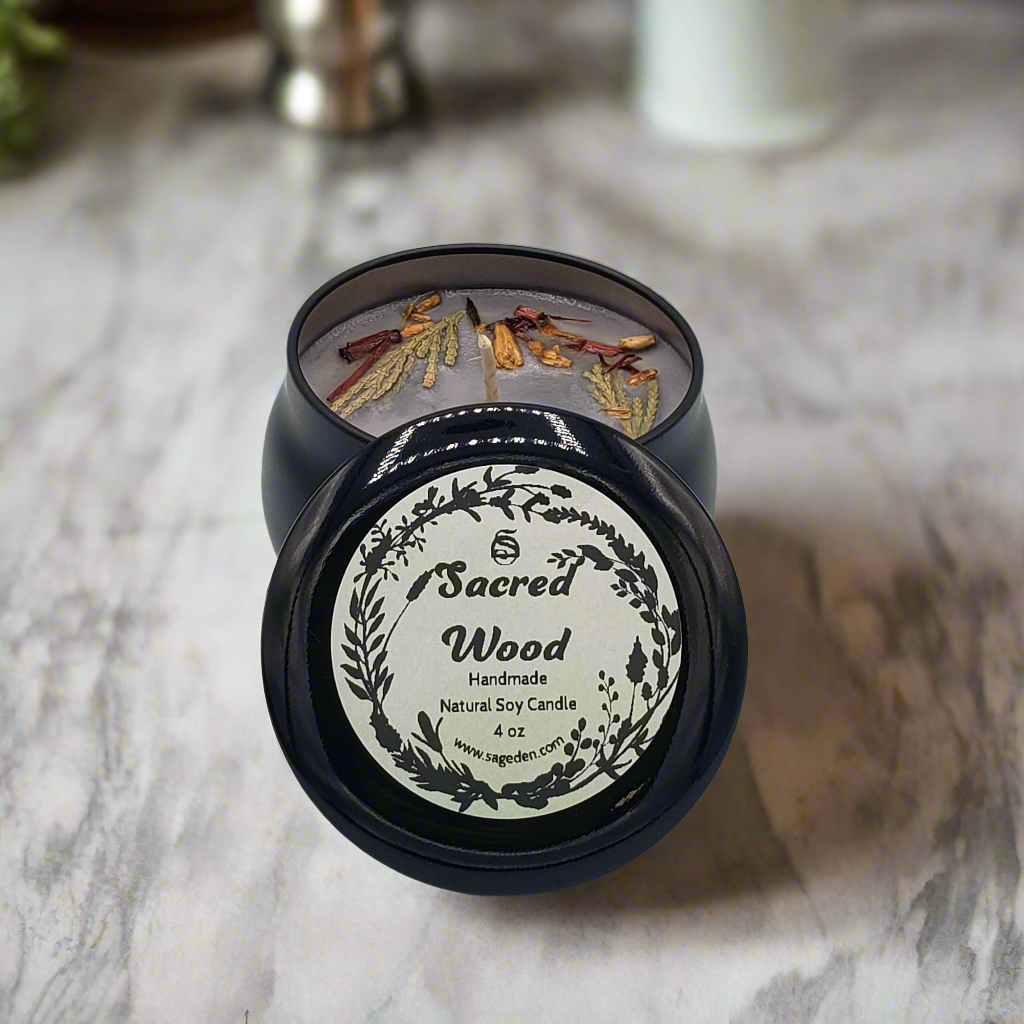 Sacred
Wood
Handmade
Natural Soy Candle
4 oz
www.sageden.com